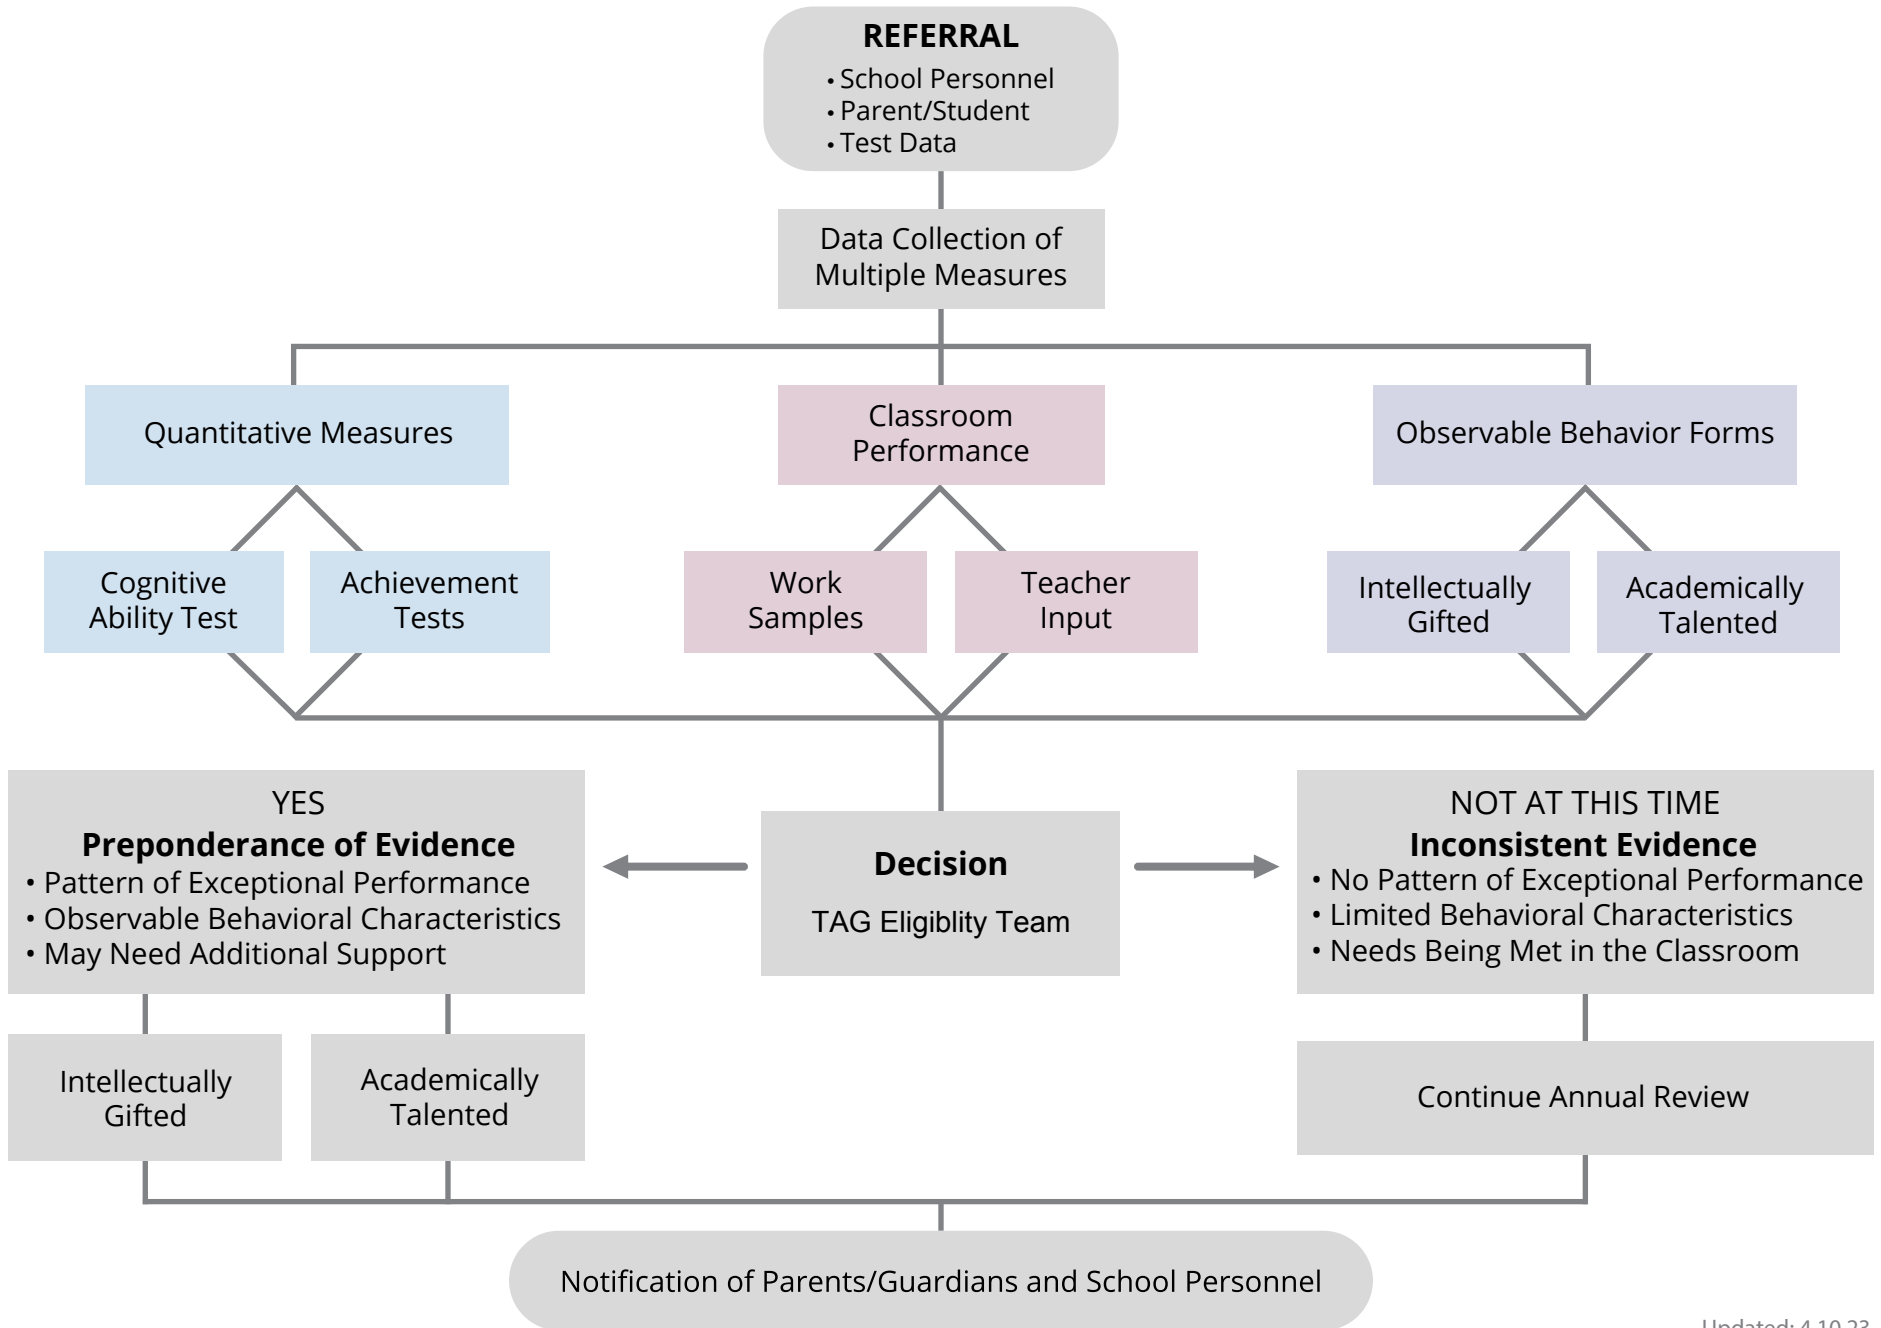 REFERRAL
• School Personnel
• Parent/Student
• Test Data
Data Collection of
Multiple Measures
Quantitative Measures
Classroom
Performance
Observable Behavior Forms
Cognitive
Ability Test
Achievement
Tests
Work
Samples
Teacher
Input
Intellectually
Gifted
Academically
Talented
YES
Preponderance of Evidence
• Pattern of Exceptional Performance
• Observable Behavioral Characteristics
• May Need Additional Support
Decision
TAG Eligiblity Team
NOT AT THIS TIME
Inconsistent Evidence
• No Pattern of Exceptional Performance
• Limited Behavioral Characteristics
• Needs Being Met in the Classroom
Intellectually
Gifted
Academically
Talented
Continue Annual Review
Notification of Parents/Guardians and School Personnel
Updated: 4.10.23